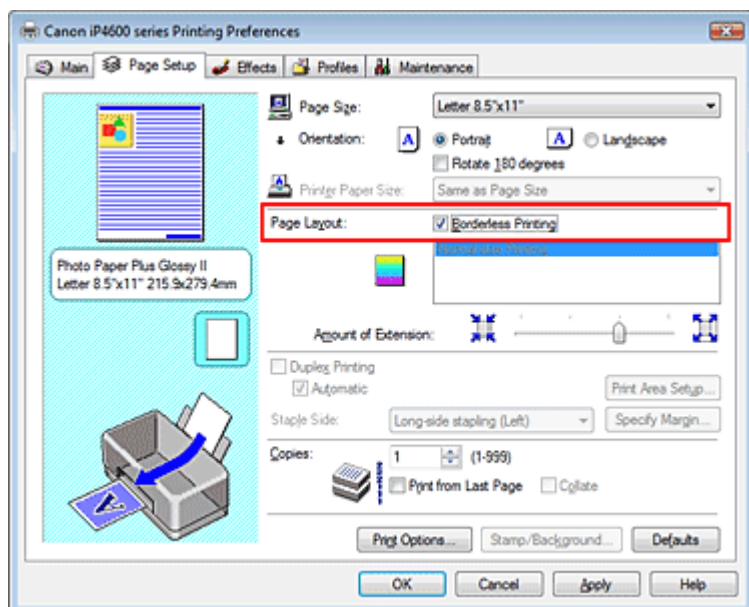 Canon iP4600 series Printing Preferences
Main Page Setup Effects Profiles Maintenance
Page Size: Letter 8.5"x11"
Orientation: A Portrait A Landscape
Rotate 180 degrees
Printer Paper Size: Same as Page Size
Page Layout: Borderless Printing
Photo Paper Plus Glossy II
Letter 8.5"x11" 215.9x279.4mm
Amount of Extension:
Duplex Printing
Automatic
Print Area Setup...
Staple Side: Long-side stapling (Left) Specify Margin...
Copies: 1 (1-999)
Print from Last Page Collate
A
Print Options... Stamp/Background... Defaults
OK Cancel Apply Help